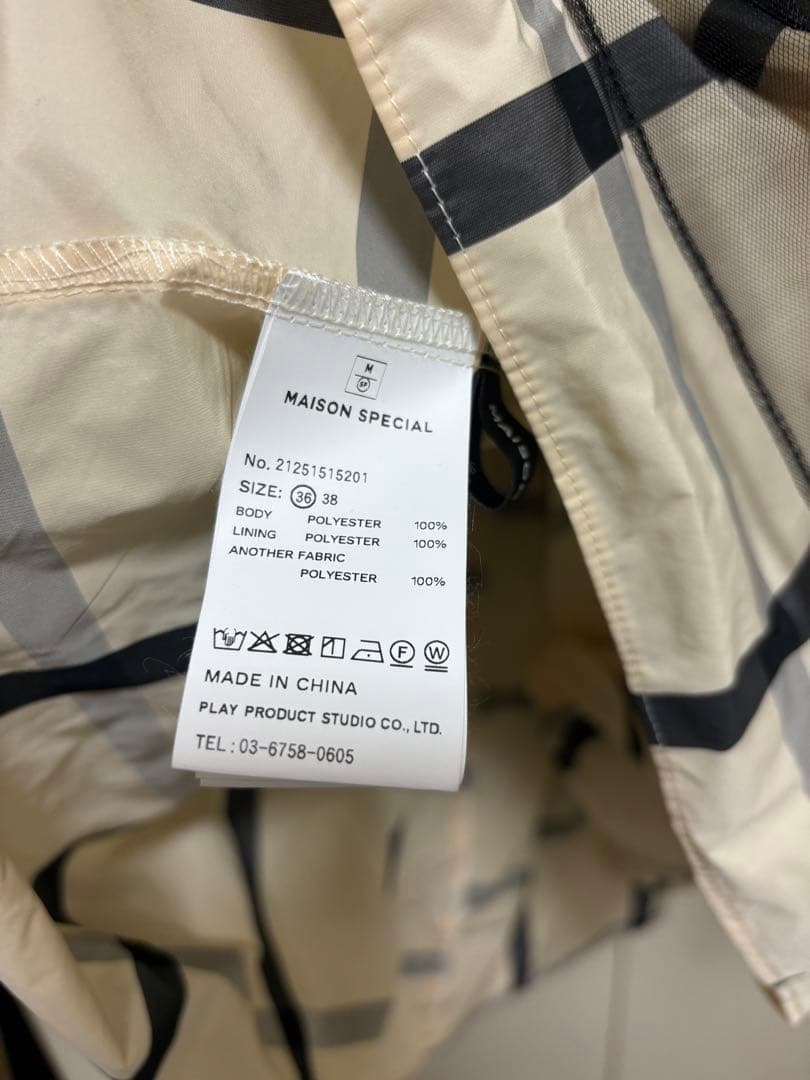 M
SP
MAISON SPECIAL
No. 21251515201
SIZE: 36 38
BODY POLYESTER 100%
LINING POLYESTER 100%
ANOTHER FABRIC
POLYESTER 100%
F W
MADE IN CHINA
PLAY PRODUCT STUDIO CO., LTD.
TEL : 03-6758-0605